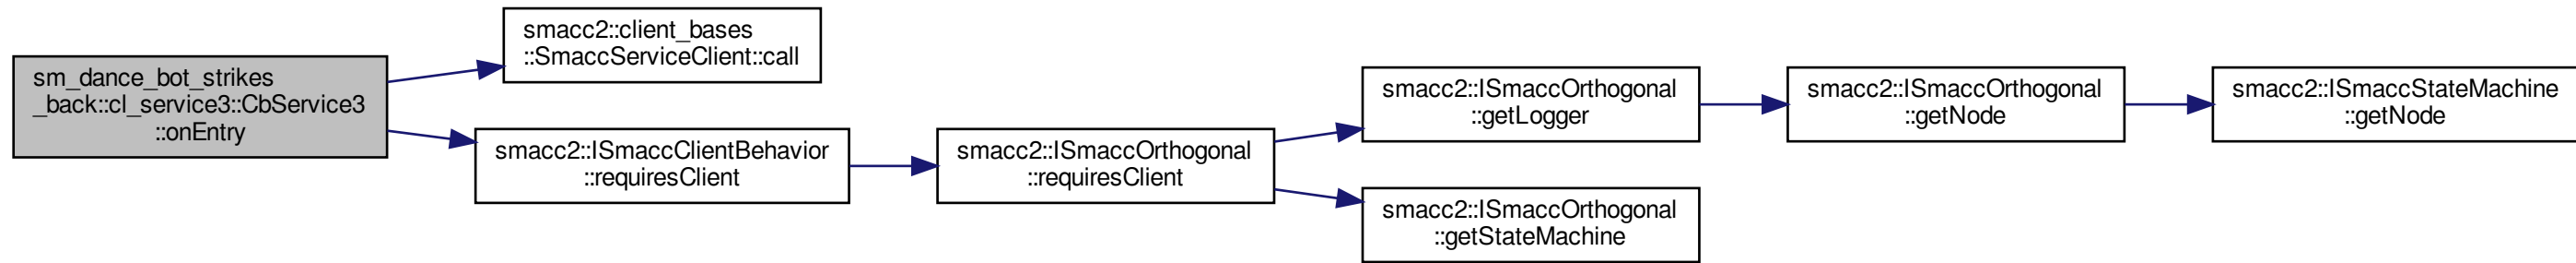 sm_dance_bot_strikes
_back::cl_service3::CbService3
::onEntry
smacc2::client_bases
::SmaccServiceClient::call
smacc2::ISmaccClientBehavior
::requiresClient
smacc2::ISmaccOrthogonal
::requiresClient
smacc2::ISmaccOrthogonal
::getLogger
smacc2::ISmaccOrthogonal
::getStateMachine
smacc2::ISmaccOrthogonal
::getNode
smacc2::ISmaccStateMachine
::getNode